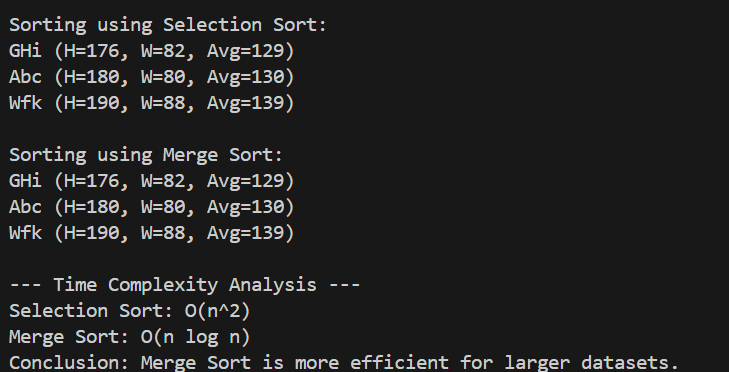 Sorting using Selection Sort:
GHi (H=176, W=82, Avg=129)
Abc (H=180, W=80, Avg=130)
Wfk (H=190, W=88, Avg=139)
Sorting using Merge Sort:
GHi (H=176, W=82, Avg=129)
Abc (H=180, W=80, Avg=130)
Wfk (H=190, W=88, Avg=139)
--- Time Complexity Analysis ---
Selection Sort: O(n^2)
Merge Sort: O(n log n)
Conclusion: Merge Sort is more efficient for larger datasets.